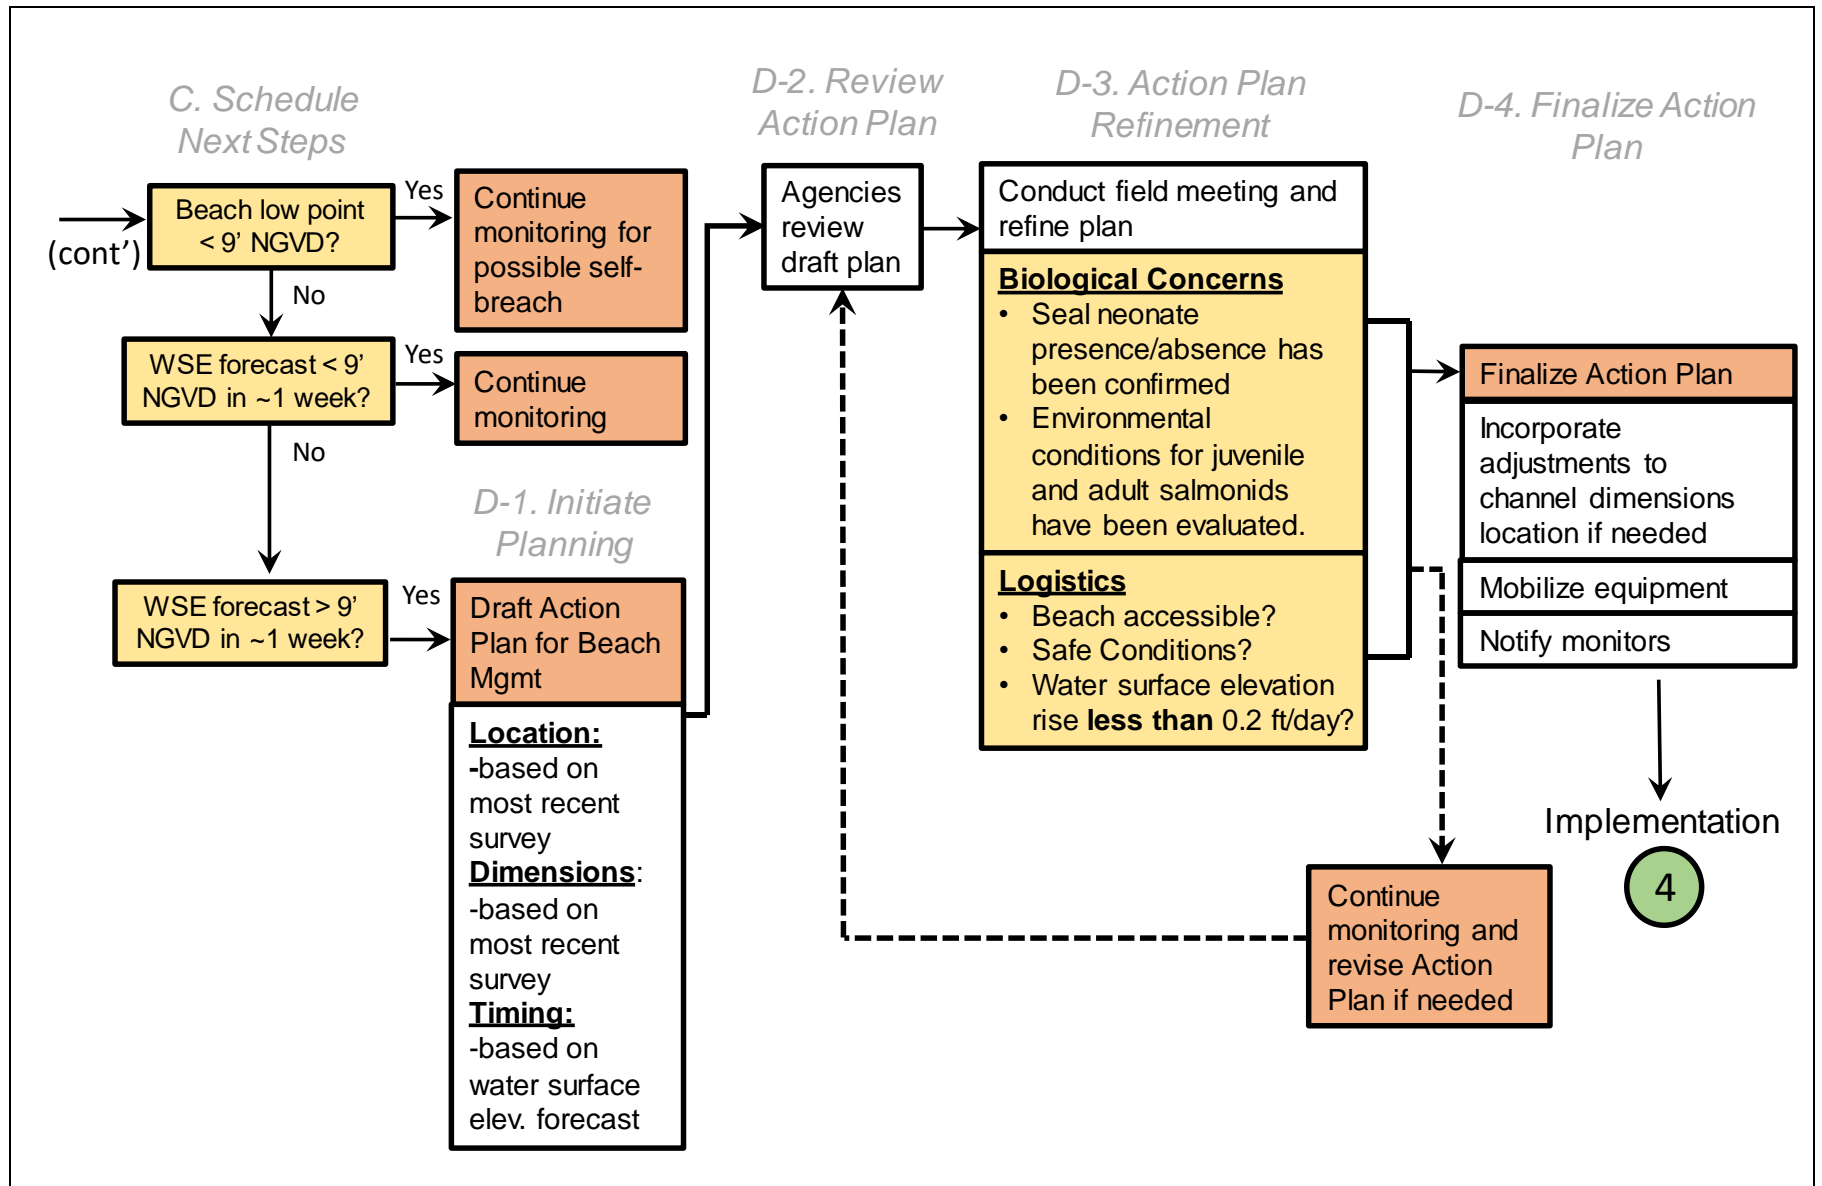 C. Schedule
Next Steps
(cont’)
Beach low point
< 9’ NGVD?
Yes
Continue
monitoring for
possible self-
breach
No
WSE forecast < 9’
NGVD in ~1 week?
Yes
Continue
monitoring
No
WSE forecast > 9’
NGVD in ~1 week?
Yes
D-1. Initiate
Planning
Draft Action
Plan for Beach
Mgmt
Location:
-based on
most recent
survey
Dimensions:
-based on
most recent
survey
Timing:
-based on
water surface
elev. forecast
D-2. Review
Action Plan
Agencies
review
draft plan
D-3. Action Plan
Refinement
Conduct field meeting and
refine plan
Biological Concerns
• Seal neonate
presence/absence has
been confirmed
• Environmental
conditions for juvenile
and adult salmonids
have been evaluated.
Logistics
• Beach accessible?
• Safe Conditions?
• Water surface elevation
rise less than 0.2 ft/day?
D-4. Finalize Action
Plan
Finalize Action Plan
Incorporate
adjustments to
channel dimensions
location if needed
Mobilize equipment
Notify monitors
Implementation
4
Continue
monitoring and
revise Action
Plan if needed